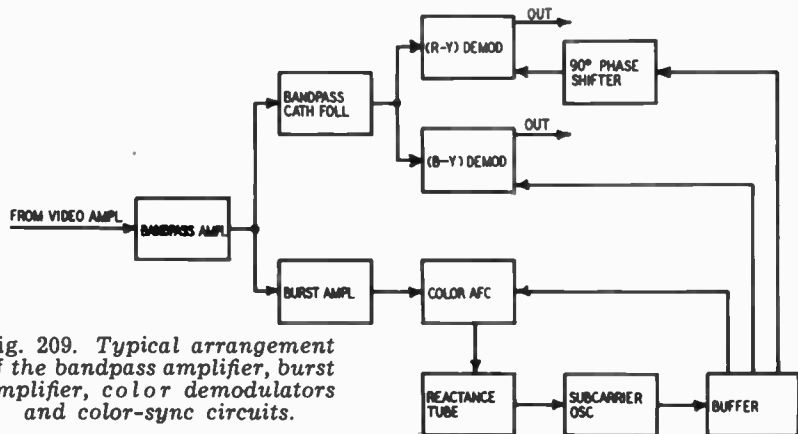 OUT
(R-Y) DEMOD
90° PHASE
SHIFTER
BANDPASS
CATH FOLL
OUT
(B-Y) DEMOD
FROM VIDEO AMPL
BANDPASS AMPL
BURST AMPL
COLOR AFC
ig. 209. Typical arrangement
f the bandpass amplifier, burst
mplifier, color demodulators
and color-sync circuits.
REACTANCE
TUBE
SUBCARRIER
OSC
BUFFER